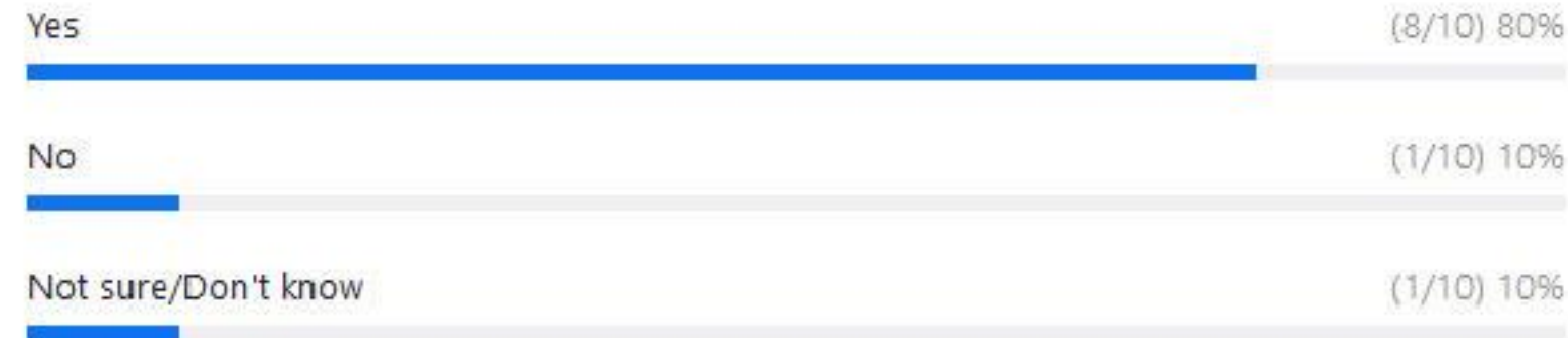 Yes (8/10) 80%
No (1/10) 10%
Not sure/Don't know (1/10) 10%